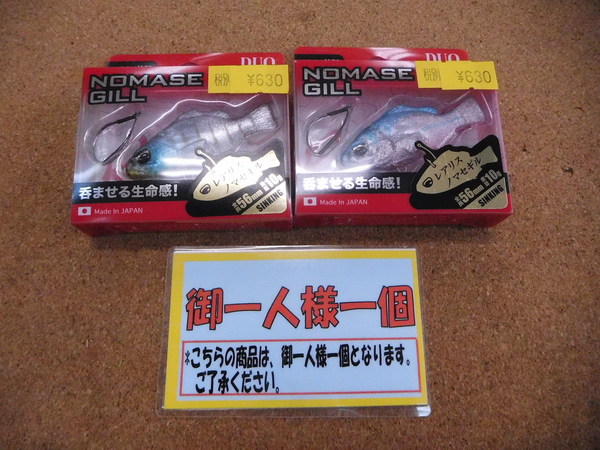 DUO
NOMASE
GILL
税別 ¥630
レアリス
ノマセギル
呑ませる生命感!
Made In JAPAN
56mm 10g
SINKING
DUO
NOMASE
GILL
税別 ¥630
レアリス
ノマセギル
呑ませる生命感!
Made In JAPAN
56mm 10g
SINKING
御一人様一個
*こちらの商品は、御一人様一個となります。
ご了承ください。